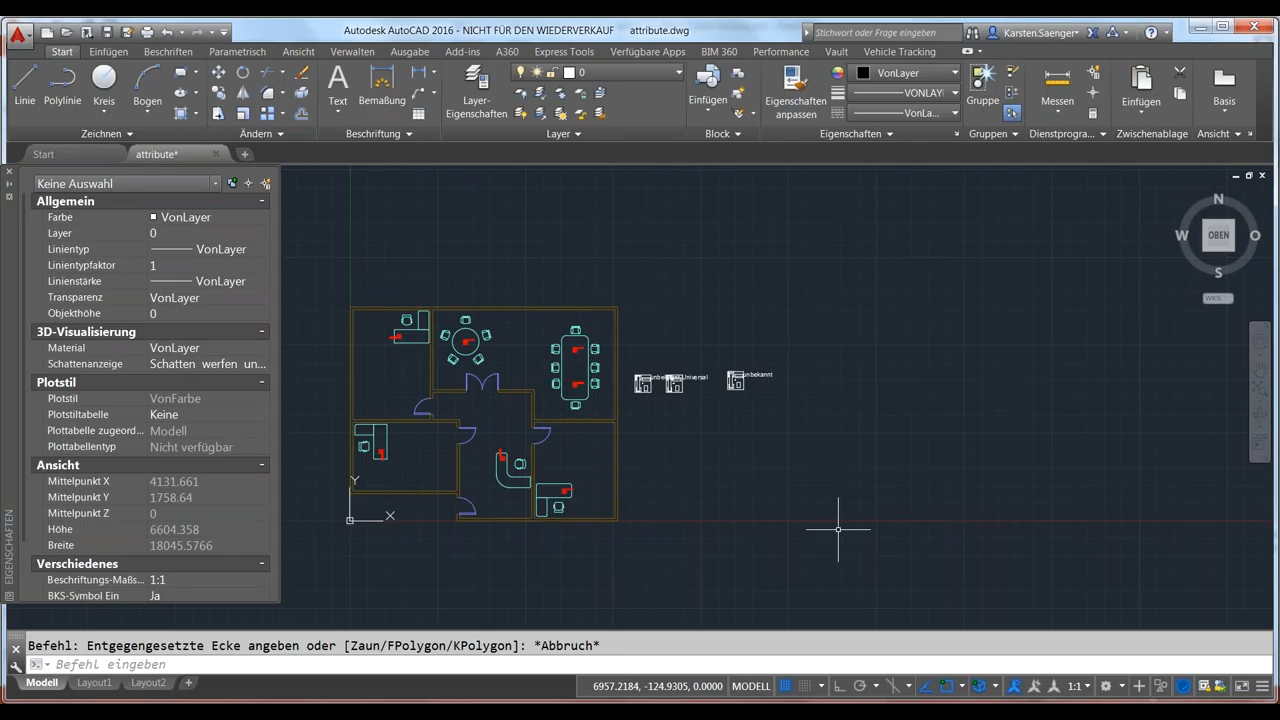 Autodesk AutoCAD 2016 - NICHT FÜR DEN WIEDERVERKAUF attribute.dwg
Stichwort oder Frage eingeben
Karsten.Saenger
Start Einfügen Beschriften Parametrisch Ansicht Verwalten Ausgabe Add-ins A360 Express Tools Verfügbare Apps BIM 360 Performance Vault Vehicle Tracking
0
VonLayer
VONLAYE
VonLa...
Linie Polylinie Kreis Bogen Text Bemaßung
Layer-
Eigenschaften
Einfügen
Eigenschaften
anpassen
Gruppe Messen Einfügen Basis
Zeichnen Ändern Beschriftung Layer Block Eigenschaften Gruppen Dienstprogr... Zwischenablage Ansicht
Start attribute*
Keine Auswahl
Allgemein
Farbe VonLayer
Layer 0
Linientyp VonLayer
Linientypfaktor 1
Linienstärke VonLayer
Transparenz VonLayer
Objekthöhe 0
3D-Visualisierung
Material VonLayer
Schattenanzeige Schatten werfen un...
Plotstil
Plotstil VonFarbe
Plotstiltabelle Keine
Plottabelle zugeord... Modell
Plottabellentyp Nicht verfügbar
Ansicht
Mittelpunkt X 4131.661
Mittelpunkt Y 1758.64
Mittelpunkt Z 0
Höhe 6604.358
Breite 18045.5766
Verschiedenes
Beschriftungs-Maßs... 1:1
BKS-Symbol Ein Ja
EIGENSCHAFTEN
N
W OBEN O
S
WKS
Universal
unbekannt
Y
X
Befehl: Entgegengesetzte Ecke angeben oder [Zaun/FPolygon/KPolygon]: *Abbruch*
Befehl eingeben
Modell Layout1 Layout2 +
6957.2184, -124.9305, 0.0000 MODELL 1:1